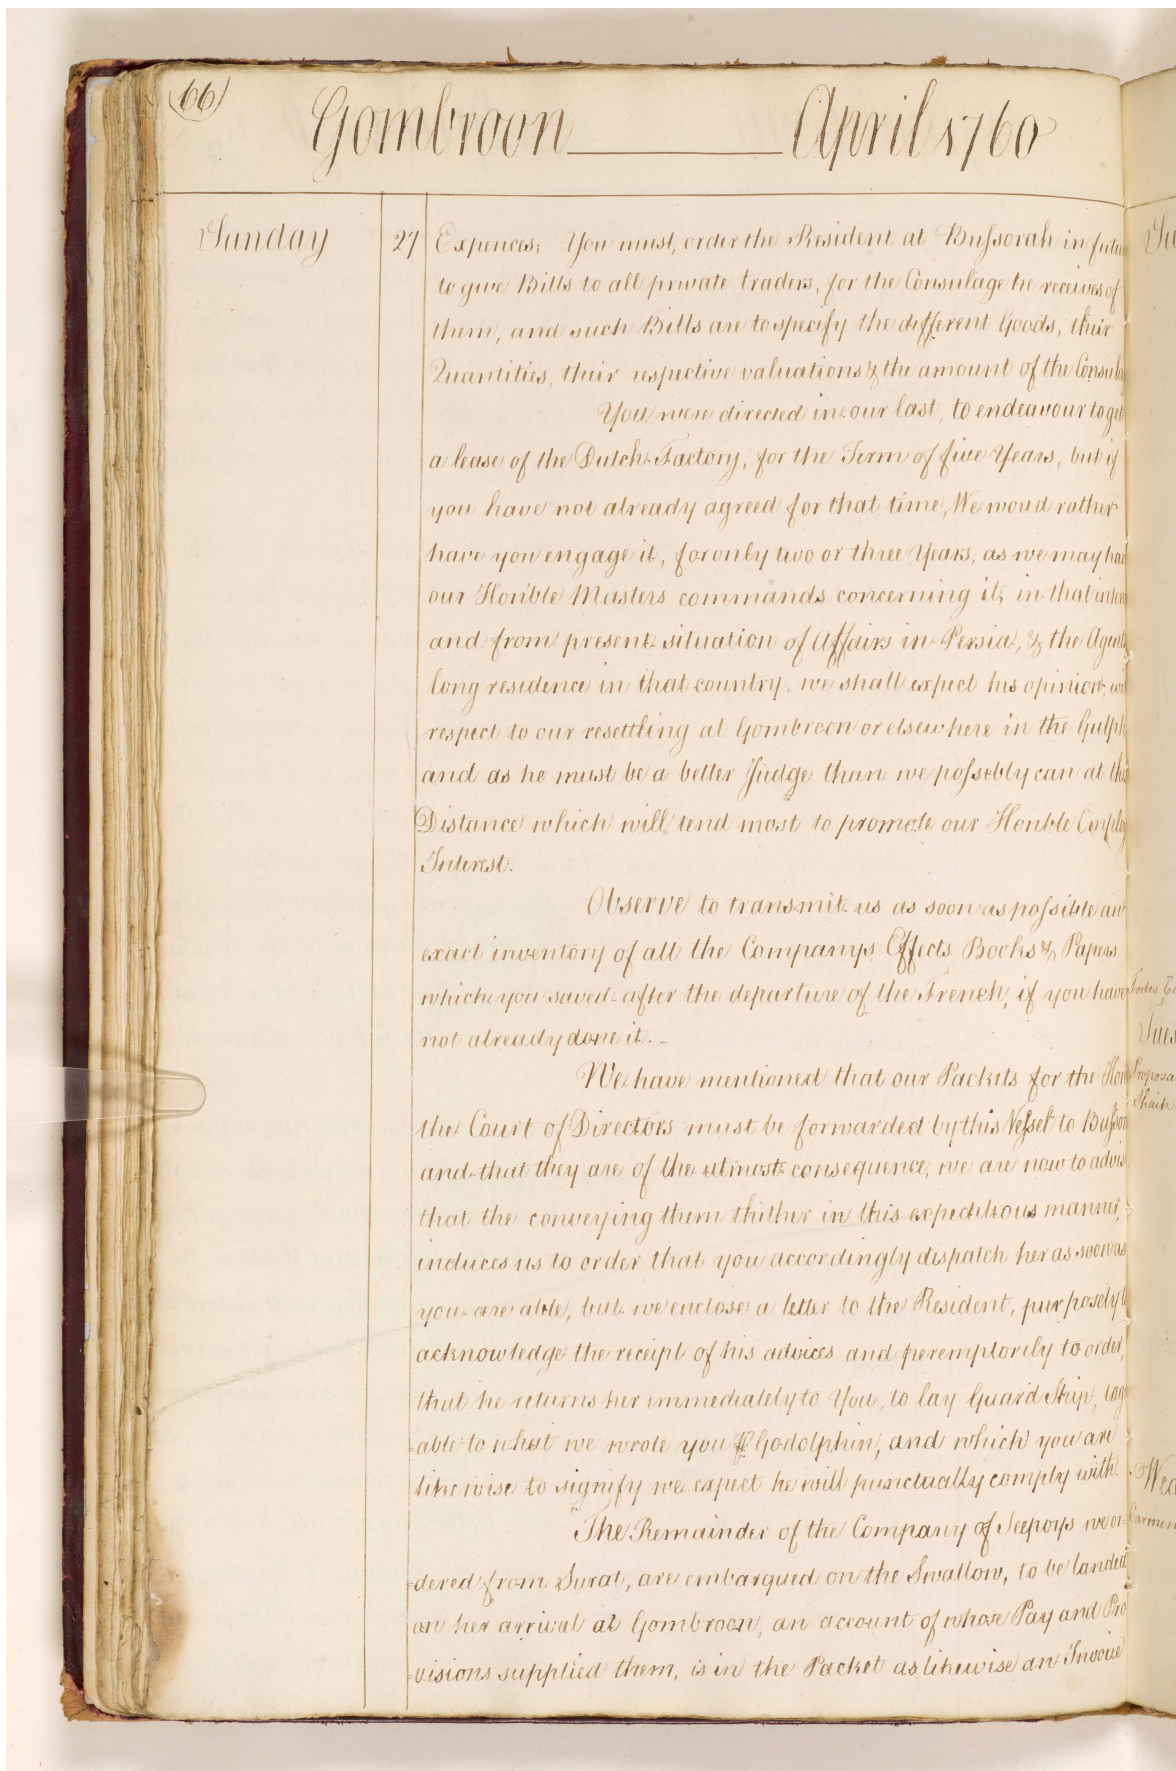 66
Gombroon April 1760
Sunday 27 Expences; You must, order the Resident at Bussorah in futu
to give Bills to all private traders, for the Consulage he receives of
them, and such Bills are to specify the different Goods, their
Quantities, their respective valuations & the amount of the Consul
You were directed in our last, to endeavour to get
a lease of the Dutch Factory, for the Term of five Years, but if
you have not already agreed for that time, We woud rather
have you engage it, for only two or three Years, as we may hav
our Honble Masters commands concerning it, in that inter
and from present situation of Affairs in Persia, & the Agents
long residence in that country, we shall expect his opinion, wi
respect to our resettling at Gombroon or elsewhere in the Gulph
and as he must be a better Judge than we possebly can at this
Distance which will tend most to promote our Honble Employ
Interest.
Observe to transmit us as soon as possible an
exact inventory of all the Companys Effects Books & Papers
which you saved after the departure of the French, if you have
not already done it. -
We have mentioned that our Packets for the Hon
the Court of Directors must be forwarded by this Vessel to Bussor
and that they are of the utmost consequence, we are now to advis
that the conveying them thither in this expeditious manner,
induces us to order that you accordingly dispatch her as soon as
you are able, but we enclose a letter to the Resident, purposely t
acknowledge the receipt of his advices and peremptorily to order,
that he returns her immediately to You, to lay Guard Ship, ag
-able to what we wrote you ⅌ Godolphin, and which you are
likewise to signify we expect he will punctually comply with.
The Remainder of the Company of Seepoys we or-
-dered from Surat, are embarqued on the Swallow, to be landed
on her arrival at Gombroon, an account of whose Pay and Pro
-visions supplied them, is in the Packet as likewise an Invoice
Su
Tues
Proposa
Shaik
Wed